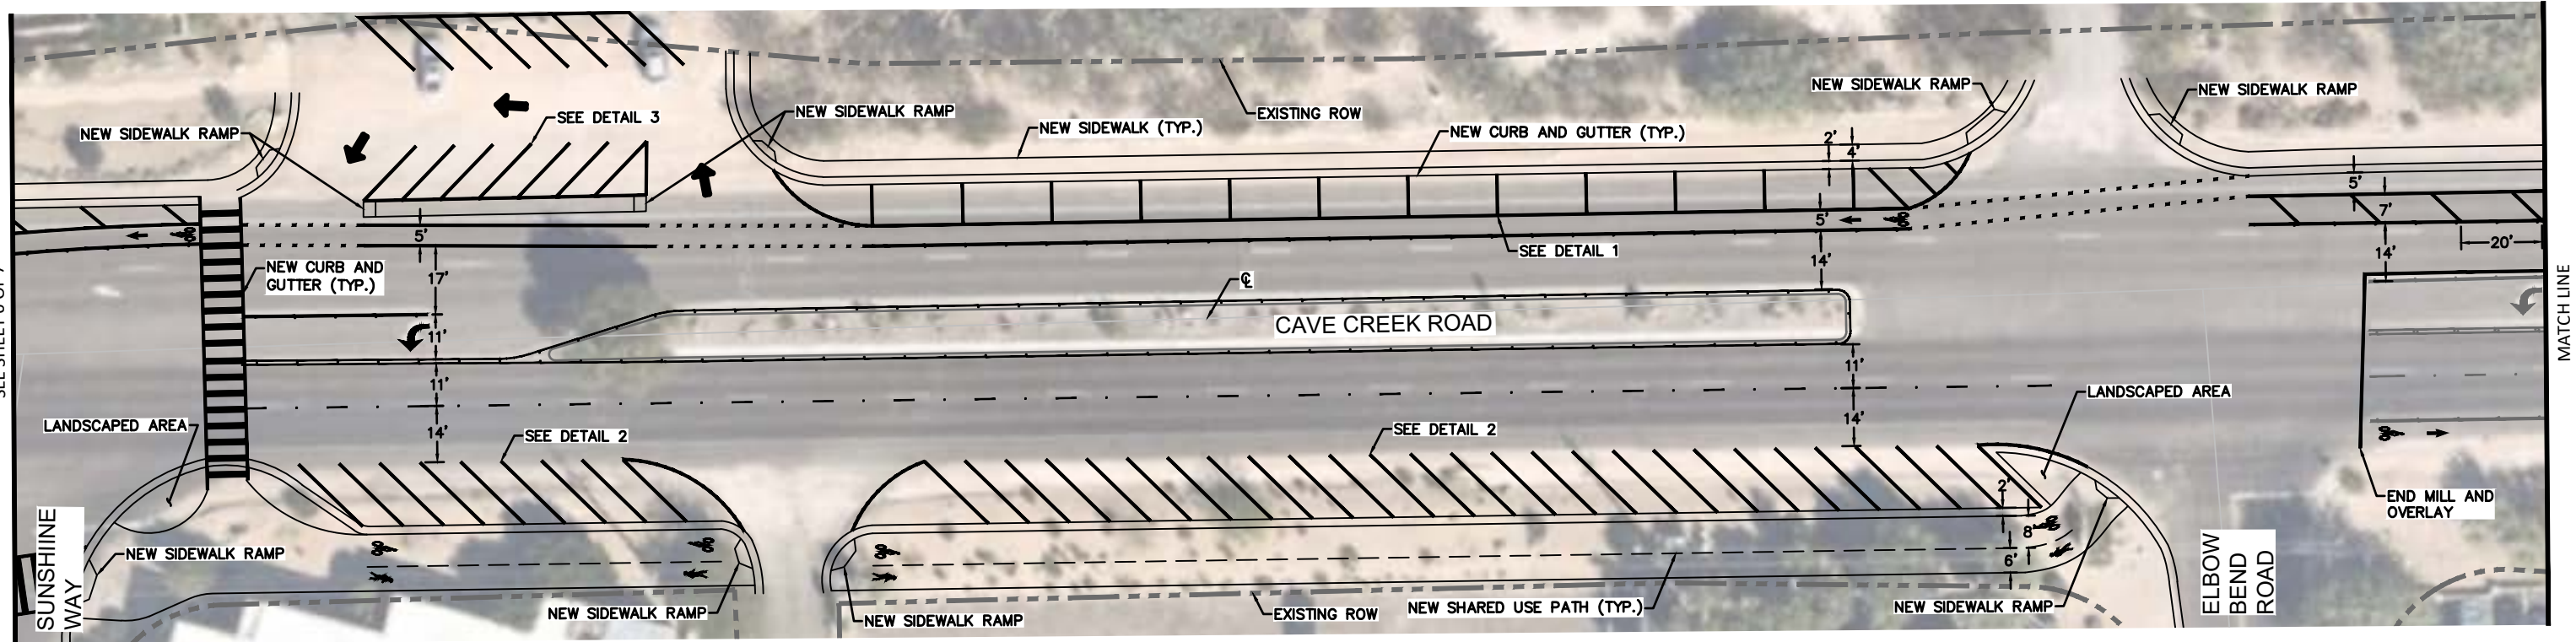 NEW SIDEWALK RAMP
SEE DETAIL 3
NEW SIDEWALK RAMP
NEW SIDEWALK (TYP.)
EXISTING ROW
NEW CURB AND GUTTER (TYP.)
NEW SIDEWALK RAMP
NEW SIDEWALK RAMP
2'
4'
5'
7'
5'
5'
14'
20'
SEE DETAIL 1
NEW CURB AND
GUTTER (TYP.)
17'
14'
℄
11'
CAVE CREEK ROAD
MATCH LINE
11'
11'
LANDSCAPED AREA
LANDSCAPED AREA
14'
14'
SEE DETAIL 2
SEE DETAIL 2
2'
8'
6'
END MILL AND
OVERLAY
SUNSHIINE
WAY
NEW SIDEWALK RAMP
NEW SIDEWALK RAMP
NEW SIDEWALK RAMP
EXISTING ROW
NEW SHARED USE PATH (TYP.)
NEW SIDEWALK RAMP
ELBOW
BEND
ROAD